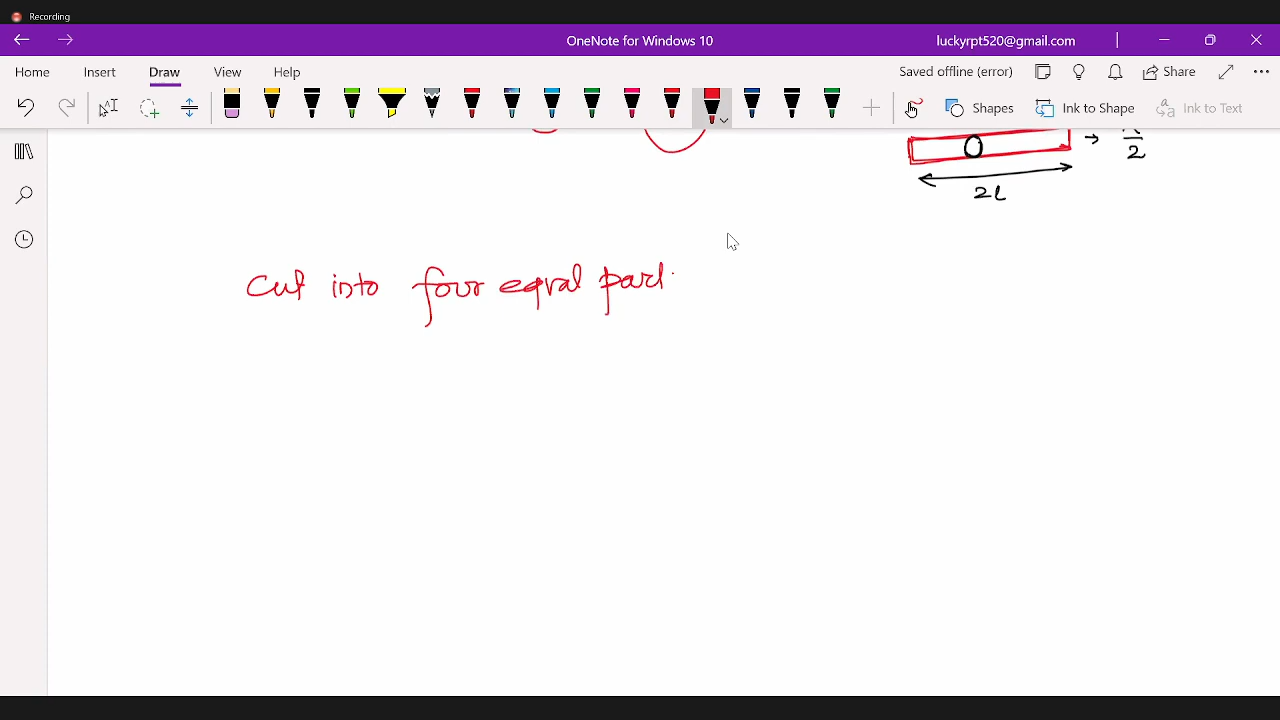 Recording
OneNote for Windows 10
luckyrpt520@gmail.com
Home Insert Draw View Help
Saved offline (error)
Share
Shapes
Ink to Shape
Ink to Text
2
2l
cut into four equal part